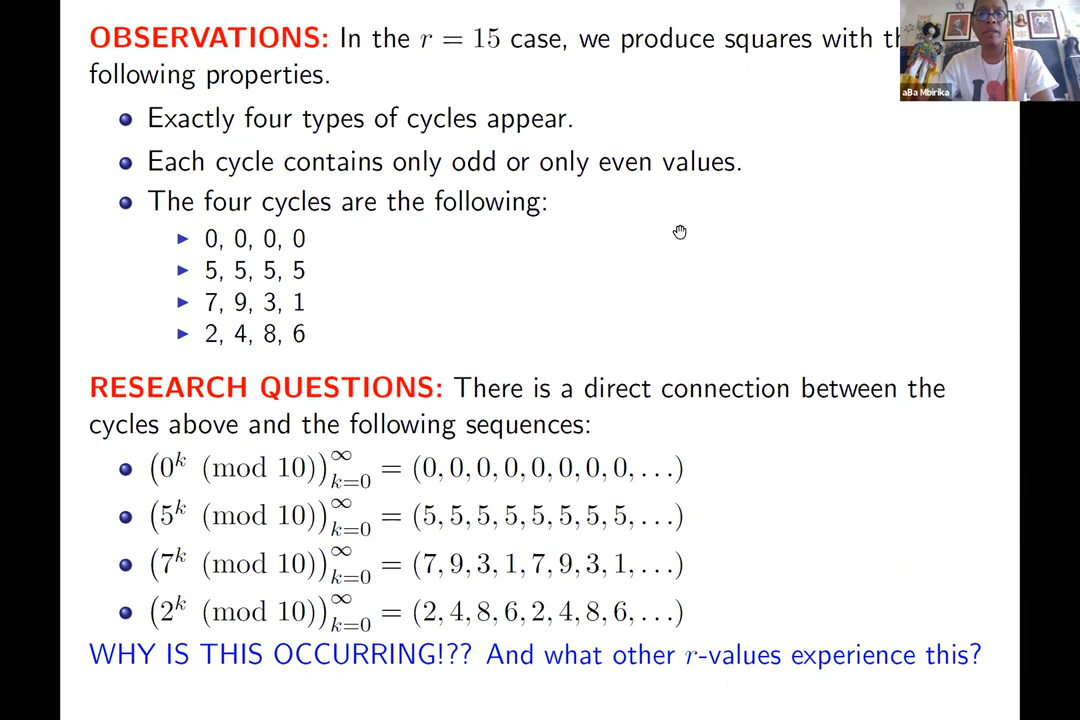 OBSERVATIONS: In the r = 15 case, we produce squares with
following properties.
Exactly four types of cycles appear.
Each cycle contains only odd or only even values.
The four cycles are the following:
0, 0, 0, 0
5, 5, 5, 5
7, 9, 3, 1
2, 4, 8, 6
RESEARCH QUESTIONS: There is a direct connection between the
cycles above and the following sequences:
(0^k (mod 10))_{k=0}^∞ = (0, 0, 0, 0, 0, 0, 0, 0, . . .)
(5^k (mod 10))_{k=0}^∞ = (5, 5, 5, 5, 5, 5, 5, 5, . . .)
(7^k (mod 10))_{k=0}^∞ = (7, 9, 3, 1, 7, 9, 3, 1, . . .)
(2^k (mod 10))_{k=0}^∞ = (2, 4, 8, 6, 2, 4, 8, 6, . . .)
WHY IS THIS OCCURRING!?? And what other r-values experience this?
aBa Mbirika